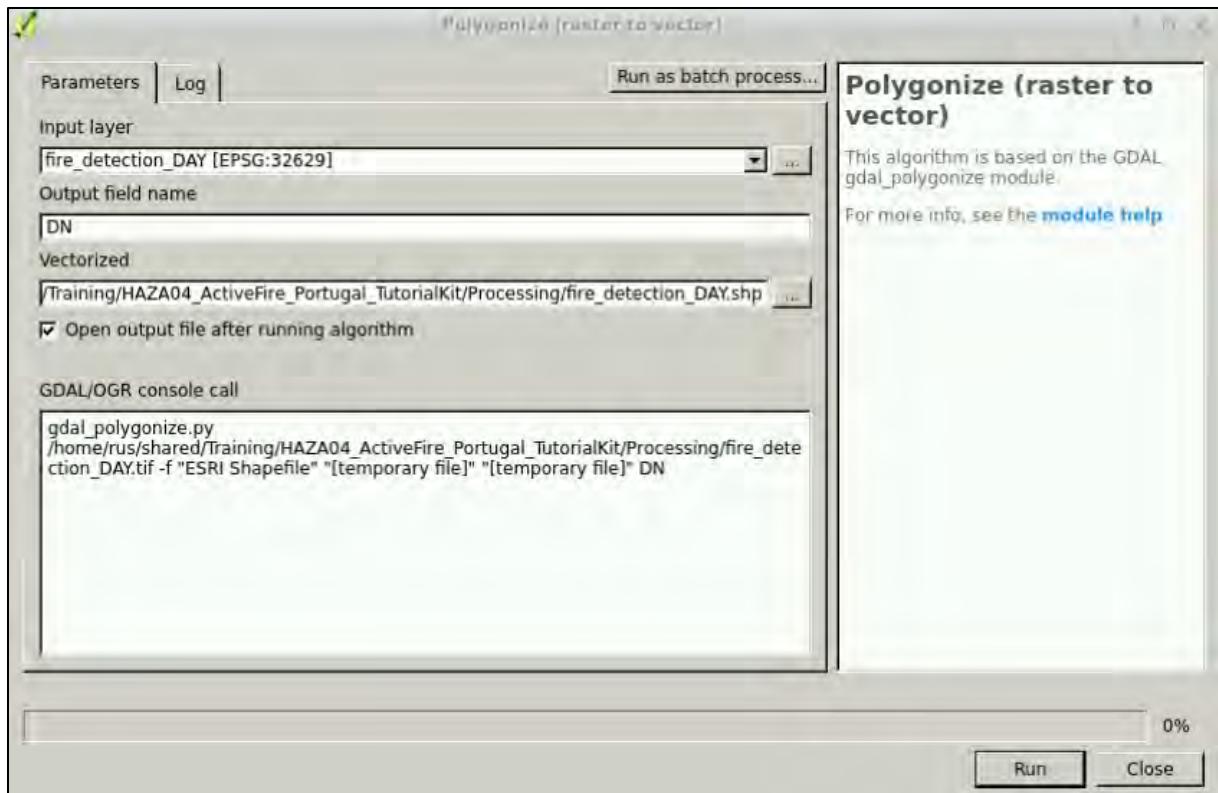 Polygonize (raster to vector)
Parameters
Log
Run as batch process...
Input layer
fire_detection_DAY [EPSG:32629]
...
Output field name
DN
Vectorized
/Training/HAZA04_ActiveFire_Portugal_TutorialKit/Processing/fire_detection_DAY.shp
...
Open output file after running algorithm
GDAL/OGR console call
gdal_polygonize.py
/home/rus/shared/Training/HAZA04_ActiveFire_Portugal_TutorialKit/Processing/fire_dete
ction_DAY.tif -f "ESRI Shapefile" "[temporary file]" "[temporary file]" DN
Polygonize (raster to
vector)
This algorithm is based on the GDAL
gdal_polygonize module.
For more info, see the module help
0%
Run
Close